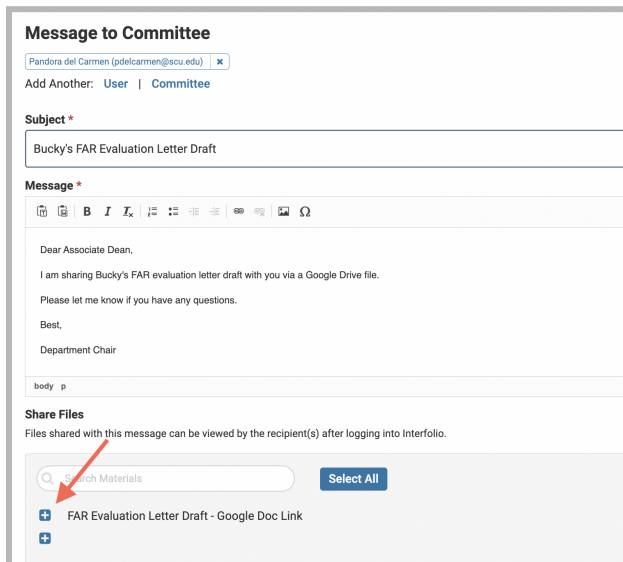 Message to Committee
Pandora del Carmen (pdelcarmen@scu.edu) ×
Add Another: User | Committee
Subject *
Bucky's FAR Evaluation Letter Draft
Message *
B I Tx Ω
Dear Associate Dean,
I am sharing Bucky's FAR evaluation letter draft with you via a Google Drive file.
Please let me know if you have any questions.
Best,
Department Chair
body p
Share Files
Files shared with this message can be viewed by the recipient(s) after logging into Interfolio.
Search Materials Select All
FAR Evaluation Letter Draft - Google Doc Link